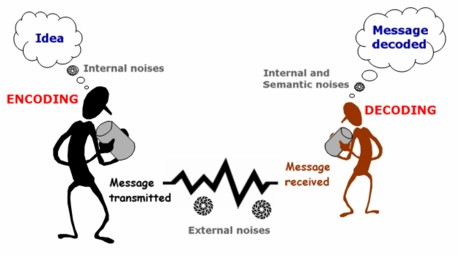 Idea
Internal noises
ENCODING
Message
transmitted
External noises
Message
received
Internal and
Semantic noises
DECODING
Message
decoded